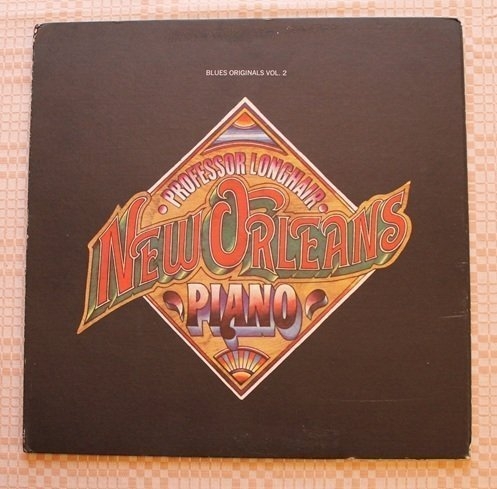 BLUES ORIGINALS VOL. 2
• PROFESSOR LONGHAIR •
NEW ORLEANS
PIANO